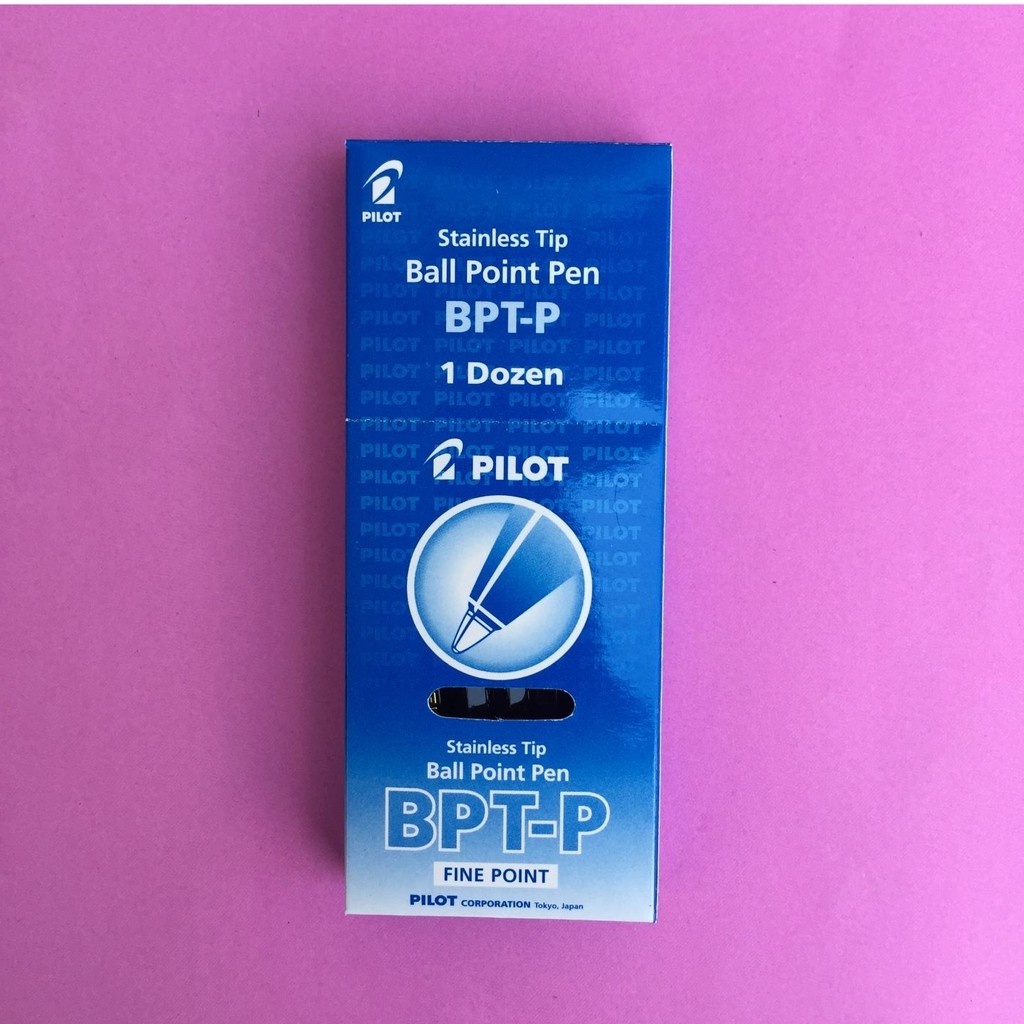 PILOT
Stainless Tip
Ball Point Pen
BPT-P
1 Dozen
PILOT
Stainless Tip
Ball Point Pen
BPT-P
FINE POINT
PILOT CORPORATION Tokyo, Japan